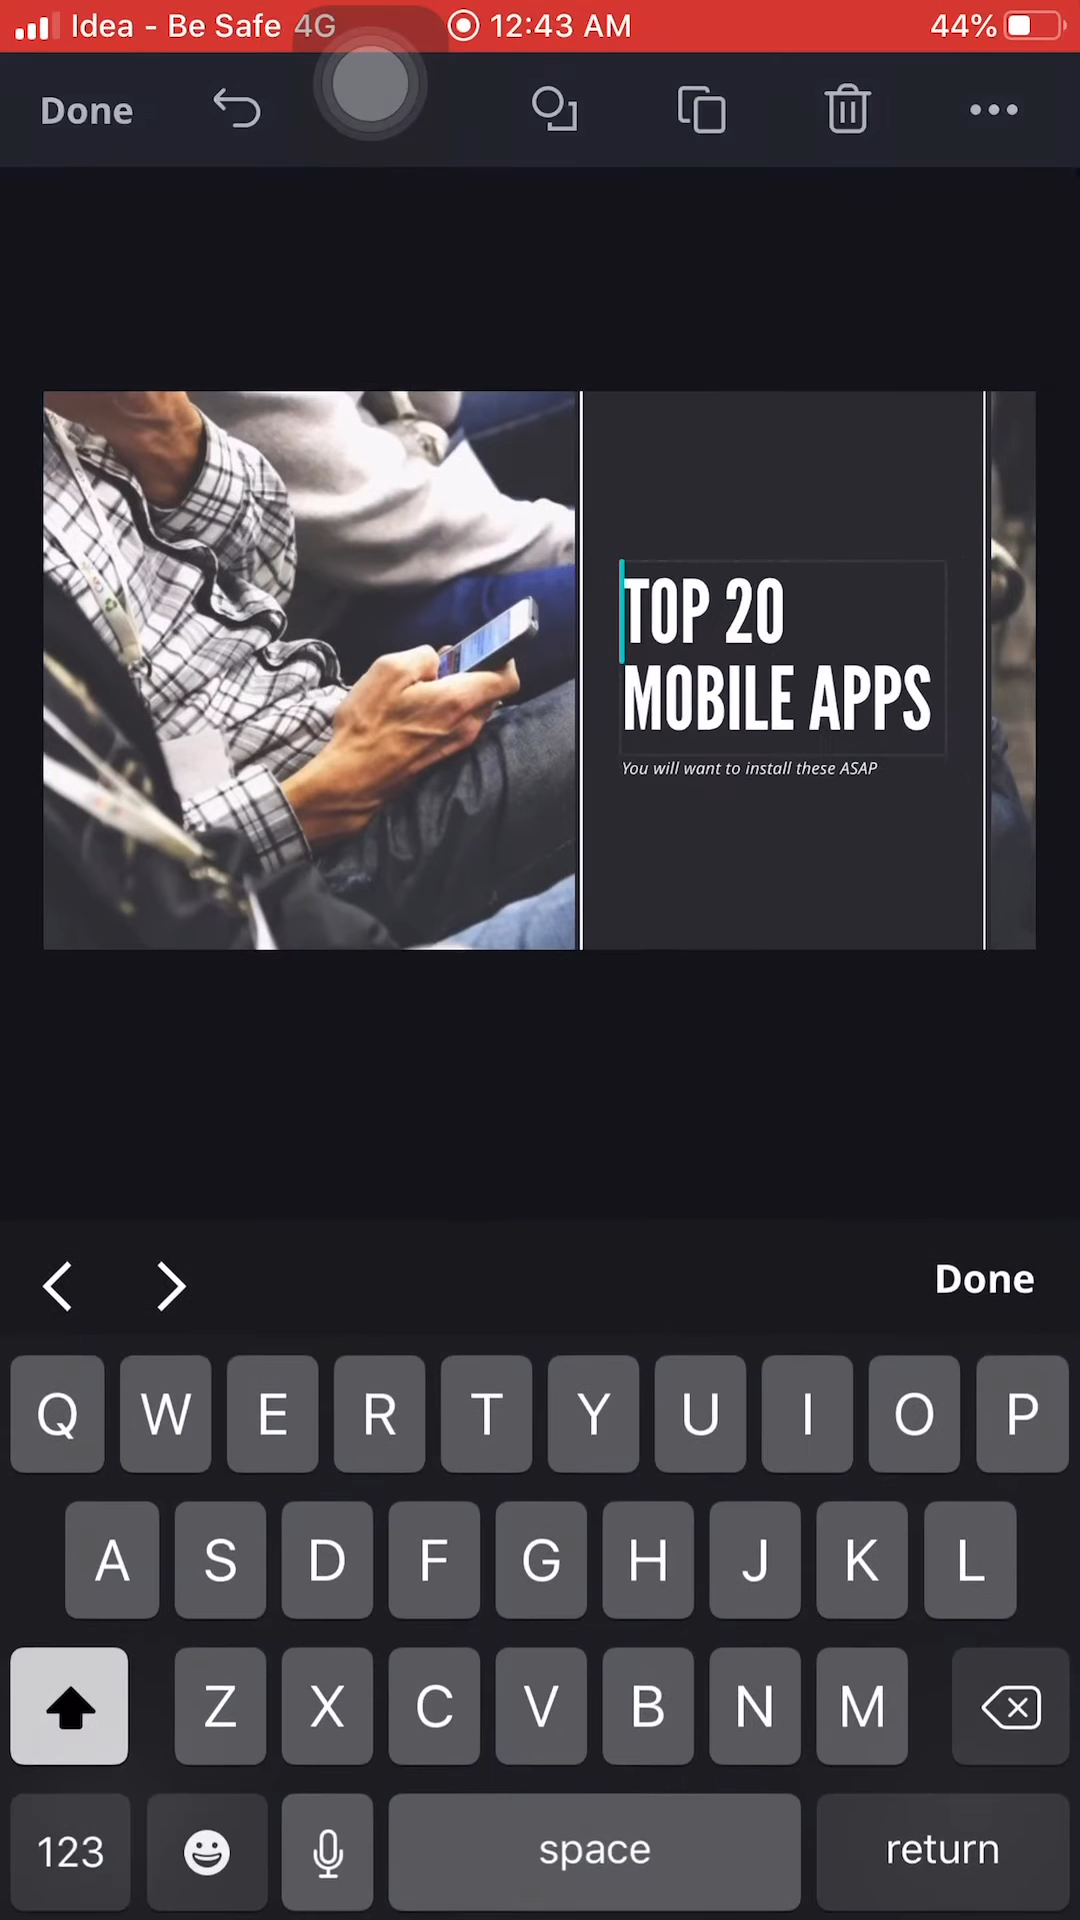 Idea - Be Safe 4G 12:43 AM 44%
Done
TOP 20
MOBILE APPS
You will want to install these ASAP
Done
Q W E R T Y U I O P
A S D F G H J K L
Z X C V B N M
123 space return